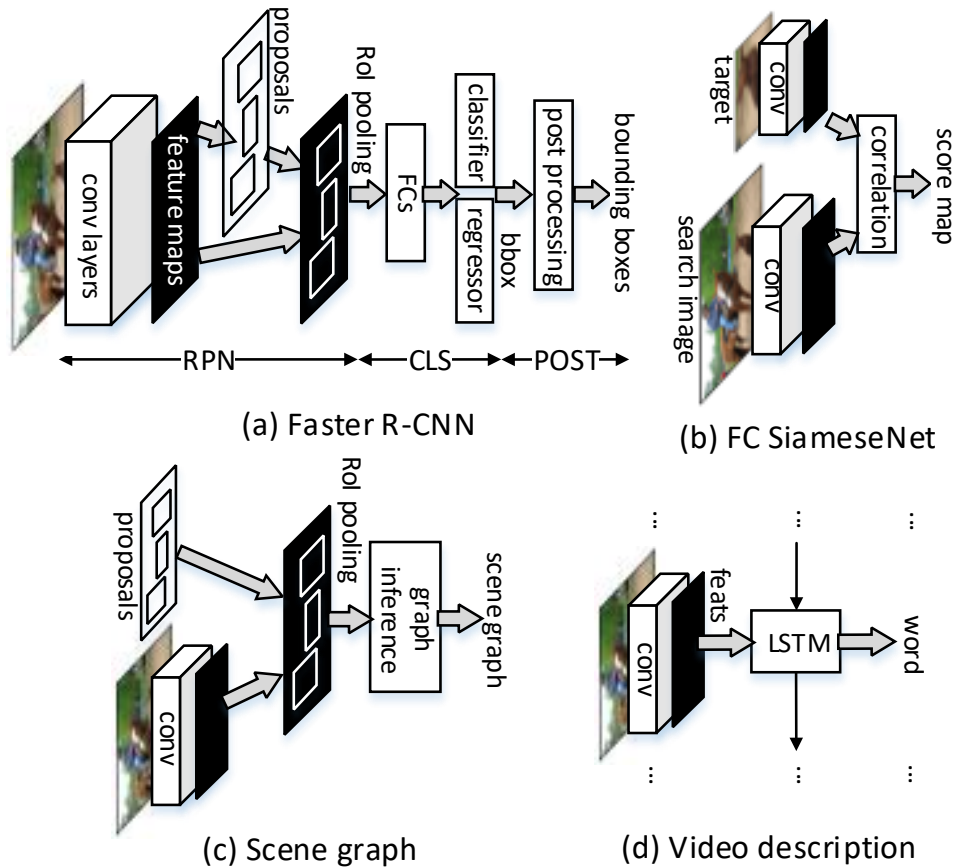 conv layers
feature maps
proposals
RoI pooling
FCs
classifier
regressor
bbox
post processing
bounding boxes
RPN
CLS
POST
(a) Faster R-CNN
target
conv
search image
conv
correlation
score map
(b) FC SiameseNet
proposals
conv
RoI pooling
graph
inference
scene graph
(c) Scene graph
...
...
...
conv
feats
LSTM
word
...
...
...
(d) Video description